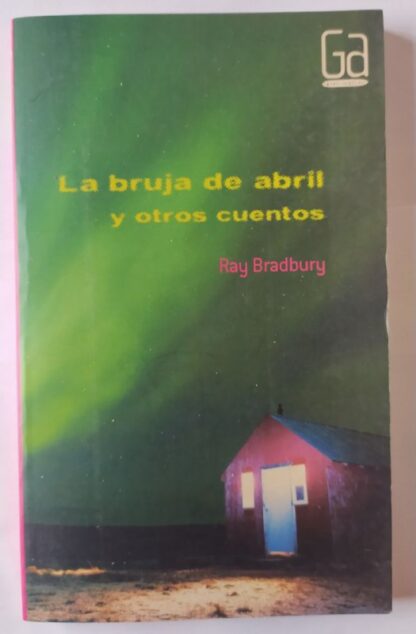 Ga
La bruja de abril
y otros cuentos
Ray Bradbury